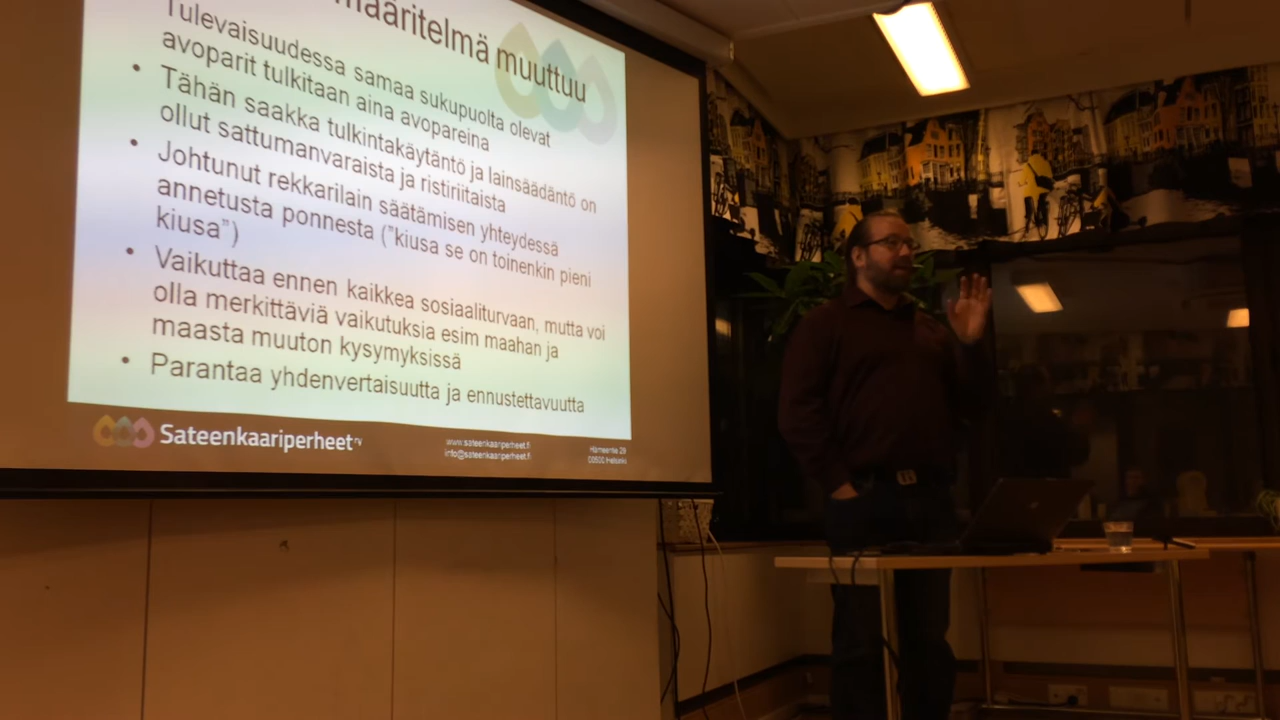 määritelmä muuttuu
Tulevaisuudessa samaa sukupuolta olevat
avoparit tulkitaan aina avopareina
• Tähän saakka tulkintakäytäntö ja lainsäädäntö on
ollut sattumanvaraista ja ristiriitaista
• Johtunut rekkarilain säätämisen yhteydessä
annetusta ponnesta ("kiusa se on toinenkin pieni
kiusa")
• Vaikuttaa ennen kaikkea sosiaaliturvaan, mutta voi
olla merkittäviä vaikutuksia esim maahan ja
maasta muuton kysymyksissä
• Parantaa yhdenvertaisuutta ja ennustettavuutta
Sateenkaariperheet ry
www.sateenkaariperheet.fi
info@sateenkaariperheet.fi
Hämeentie 29
00500 Helsinki